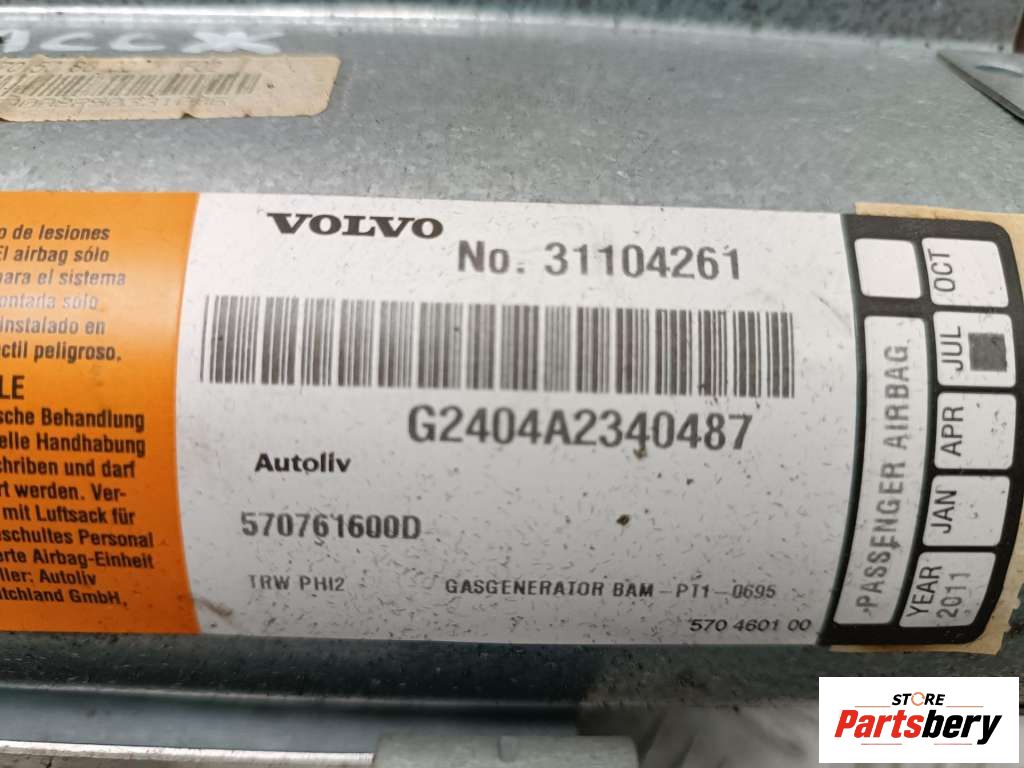 o de lesiones
El airbag sólo
para el sistema
ontada sólo
instalado en
ctil peligroso.
LE
sche Behandlung
elle Handhabung
chriben und darf
rt werden. Ver-
mit Luftsack für
eschultes Personal
erte Airbag-Einheit
ller: Autoliv
tchland GmbH,
VOLVO
No. 31104261
G2404A2340487
Autoliv
570761600D
TRW PHI2
GASGENERATOR BAM-PT1-0695
570 4601 00
PASSENGER AIRBAG
OCT
JUL
APR
JAN
YEAR
2011
STORE
Partsbery